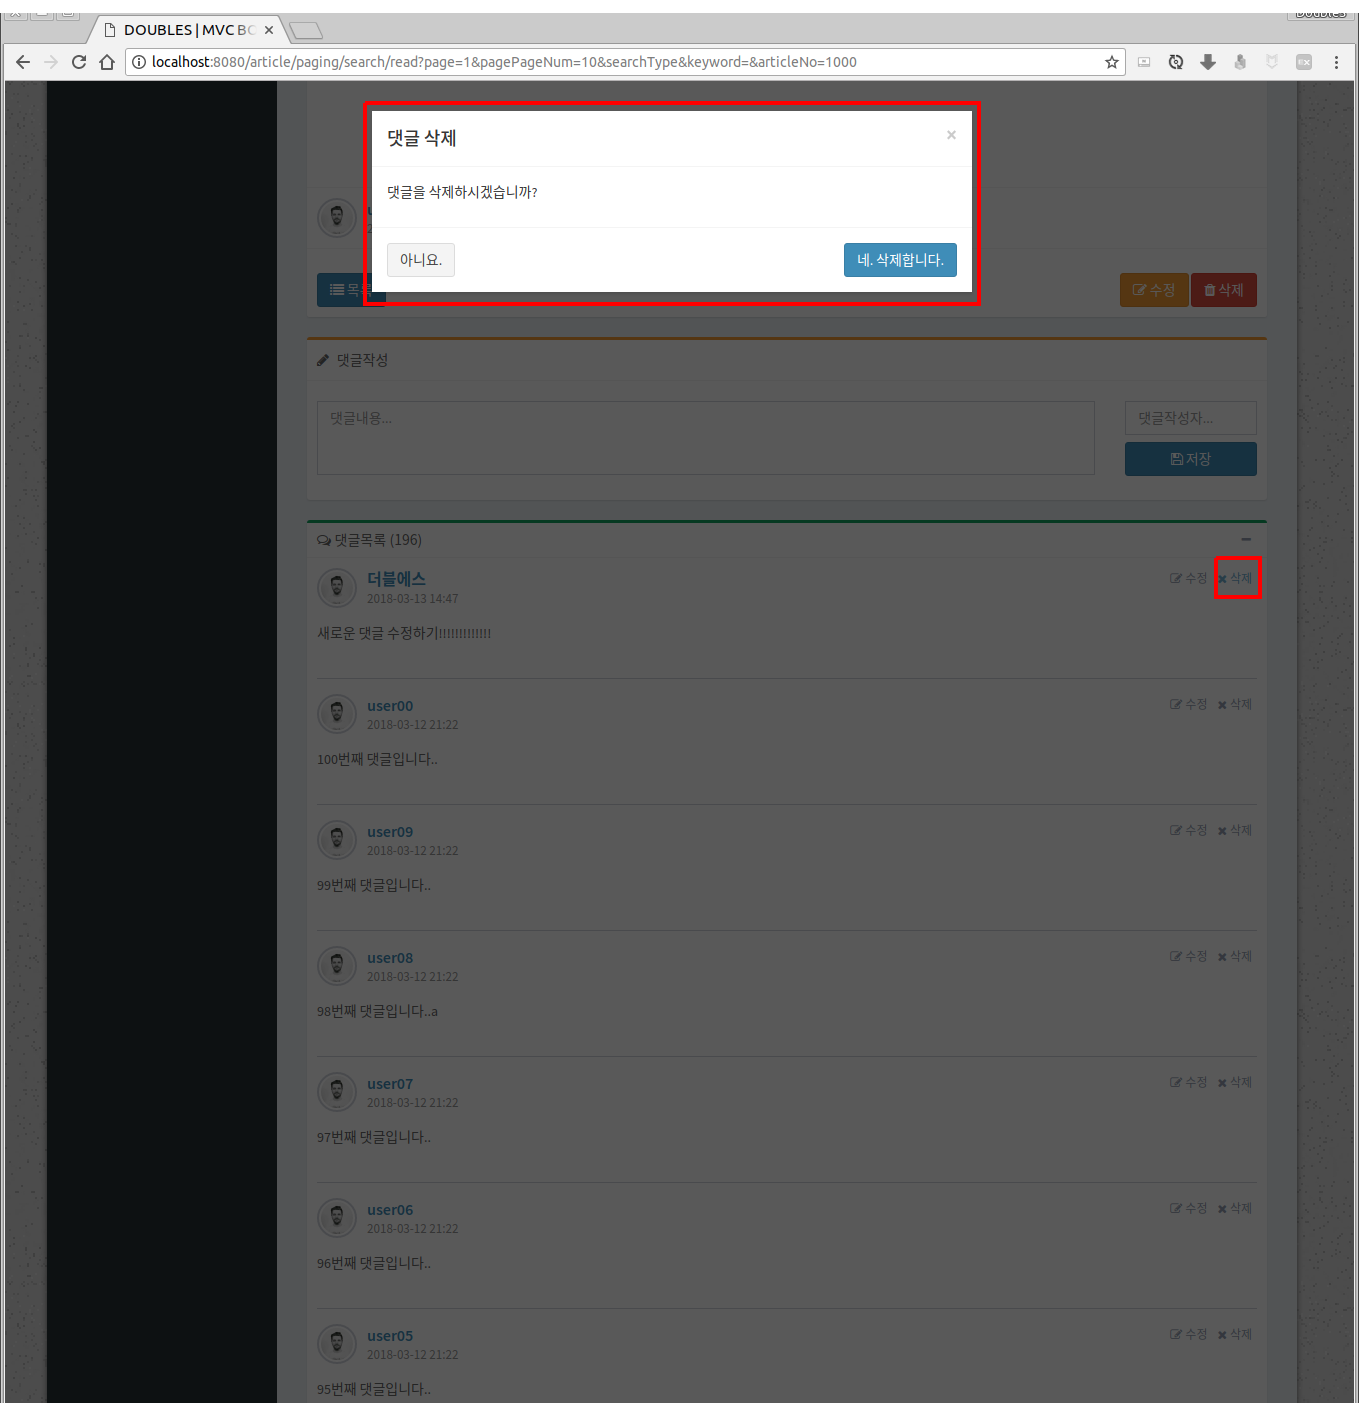 Doubles
DOUBLES | MVC BO
localhost:8080/article/paging/search/read?page=1&pagePageNum=10&searchType&keyword=&articleNo=1000
댓글 삭제
×
댓글을 삭제하시겠습니까?
아니요.
네. 삭제합니다.
목록
수정
삭제
댓글작성
댓글내용...
댓글작성자...
저장
댓글목록 (196)
더블에스
수정
삭제
2018-03-13 14:47
새로운 댓글 수정하기!!!!!!!!!!!!!
user00
수정
삭제
2018-03-12 21:22
100번째 댓글입니다..
user09
수정
삭제
2018-03-12 21:22
99번째 댓글입니다..
user08
수정
삭제
2018-03-12 21:22
98번째 댓글입니다..a
user07
수정
삭제
2018-03-12 21:22
97번째 댓글입니다..
user06
수정
삭제
2018-03-12 21:22
96번째 댓글입니다..
user05
수정
삭제
2018-03-12 21:22
95번째 댓글입니다..